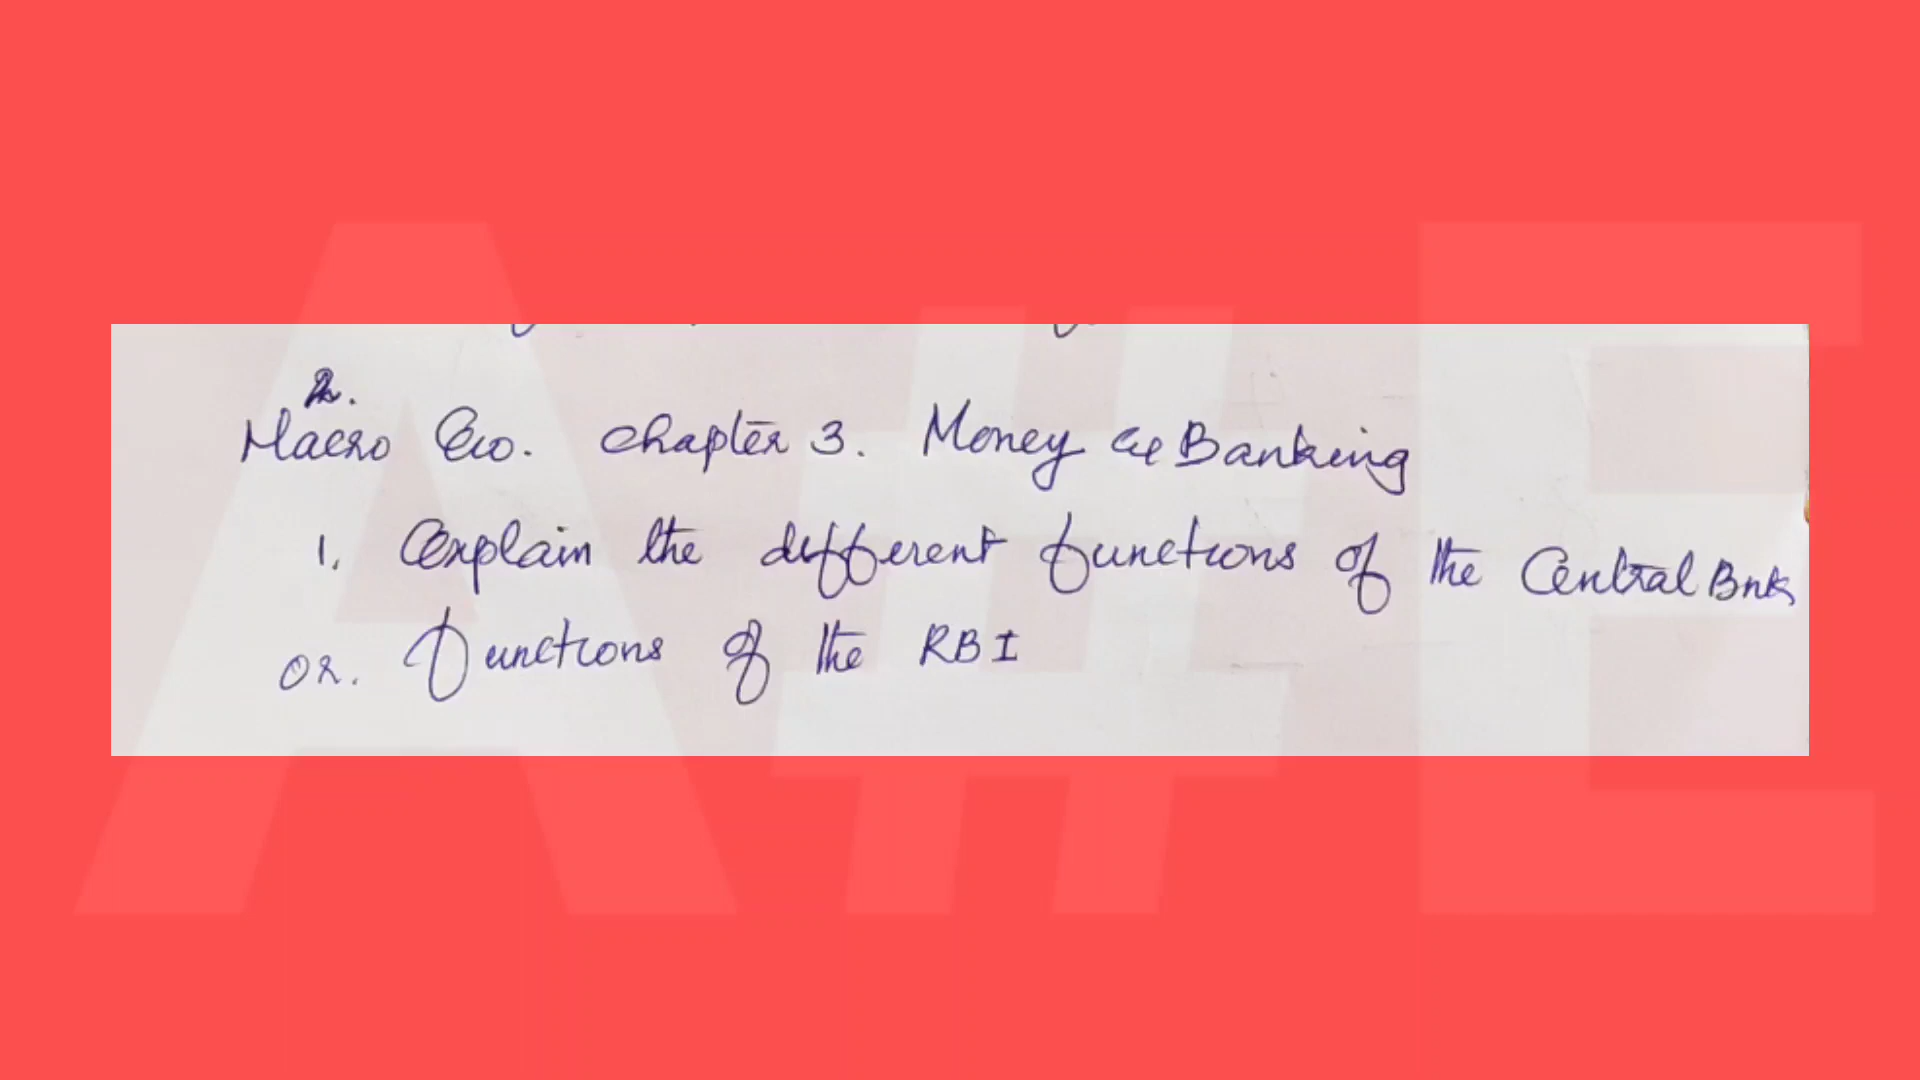 2.
Macro Eco. Chapter 3. Money & Banking
1. Explain the different functions of the Central Bnk
or. functions of the RBI
A#E